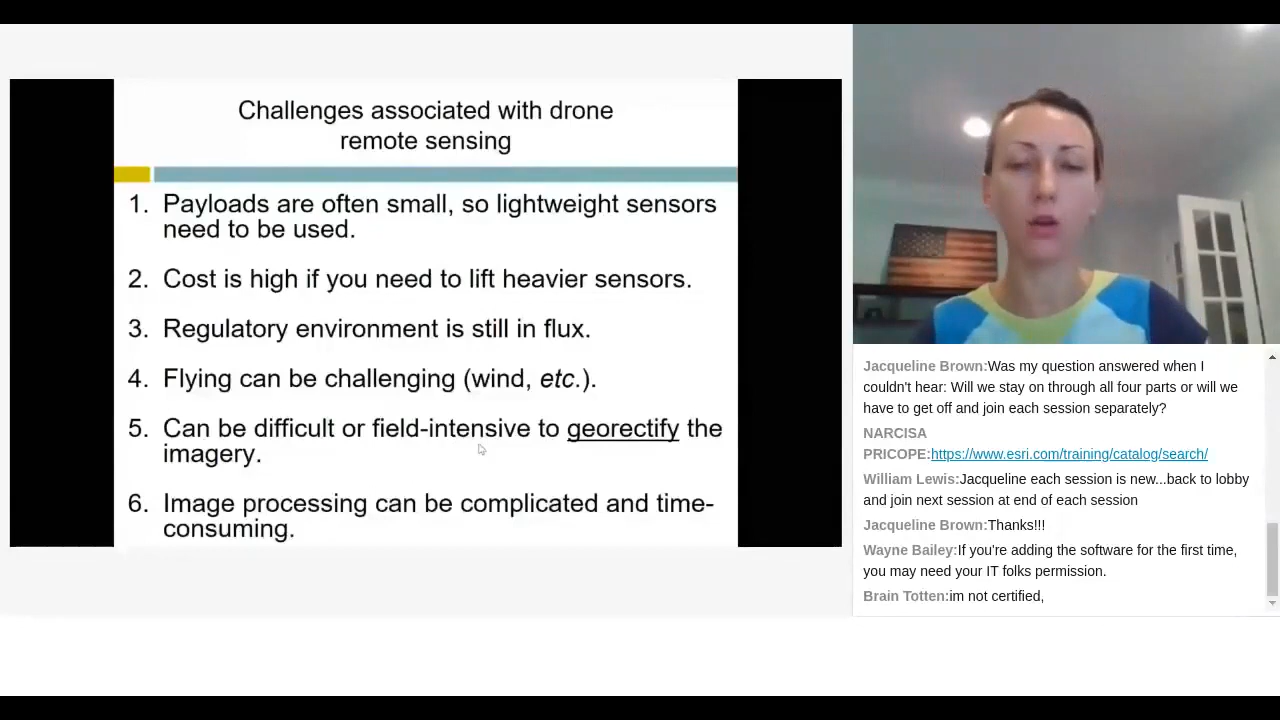 Challenges associated with drone
remote sensing
1. Payloads are often small, so lightweight sensors
need to be used.
2. Cost is high if you need to lift heavier sensors.
3. Regulatory environment is still in flux.
4. Flying can be challenging (wind, etc.).
5. Can be difficult or field-intensive to georectify the
imagery.
6. Image processing can be complicated and time-
consuming.
Jacqueline Brown:Was my question answered when I
couldn't hear: Will we stay on through all four parts or will we
have to get off and join each session separately?
NARCISA
PRICOPE:https://www.esri.com/training/catalog/search/
William Lewis:Jacqueline each session is new...back to lobby
and join next session at end of each session
Jacqueline Brown:Thanks!!!
Wayne Bailey:If you're adding the software for the first time,
you may need your IT folks permission.
Brain Totten:im not certified,